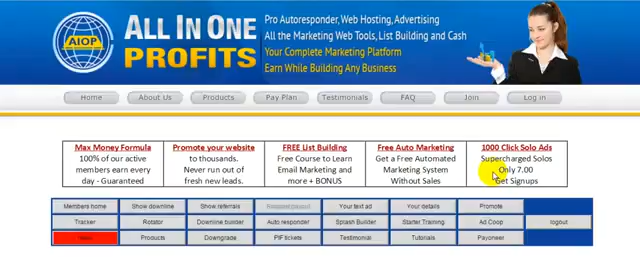 AIOP
ALL IN ONE
PROFITS
Pro Autoresponder, Web Hosting, Advertising
All the Marketing Web Tools, List Building and Cash
Your Complete Marketing Platform
Earn While Building Any Business
Home About Us Products Pay Plan Testimonials FAQ Join Log in
Max Money Formula
100% of our active
members earn every
day - Guaranteed
Promote your website
to thousands.
Never run out of
fresh new leads.
FREE List Building
Free Course to Learn
Email Marketing and
more + BONUS
Free Auto Marketing
Get a Free Automated
Marketing System
Without Sales
1000 Click Solo Ads
Supercharged Solos
Only 7.00
Get Signups
Members home Show downline Show referrals Your text ad Your details Promote
Tracker Rotator Downline builder Auto responder Splash Builder Starter Training Ad Coop logout
Products Downgrade PIF tickets Testimonial Tutorials Payoneer